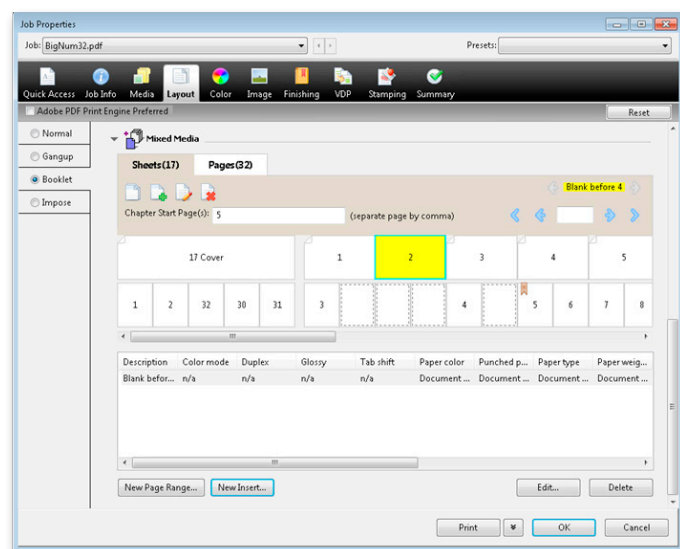 Job Properties
Job: BigNum32.pdf Presets:
Quick Access Job Info Media Layout Color Image Finishing VDP Stamping Summary
Adobe PDF Print Engine Preferred Reset
Normal
Gangup
Booklet
Impose
Mixed Media
Sheets(17) Pages(32)
Blank before 4
Chapter Start Page(s): 5 (separate page by comma)
17 Cover 1 2 3 4 5
1 2 32 30 31 3 4 5 6 7 8
Description Color mode Duplex Glossy Tab shift Paper color Punched p... Paper type Paper weig...
Blank befor... n/a n/a n/a n/a Document ... Document ... Document ... Document ...
New Page Range... New Insert... Edit... Delete
Print OK Cancel